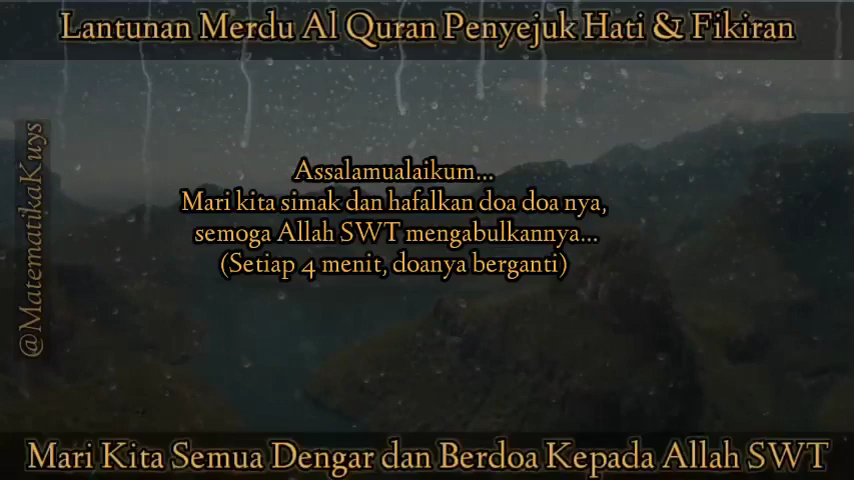 Lantunan Merdu Al Quran Penyejuk Hati & Fikiran
@MatematikaKuys
Assalamualaikum...
Mari kita simak dan hafalkan doa doa nya,
semoga Allah SWT mengabulkannya...
(Setiap 4 menit, doanya berganti)
Mari Kita Semua Dengar dan Berdoa Kepada Allah SWT